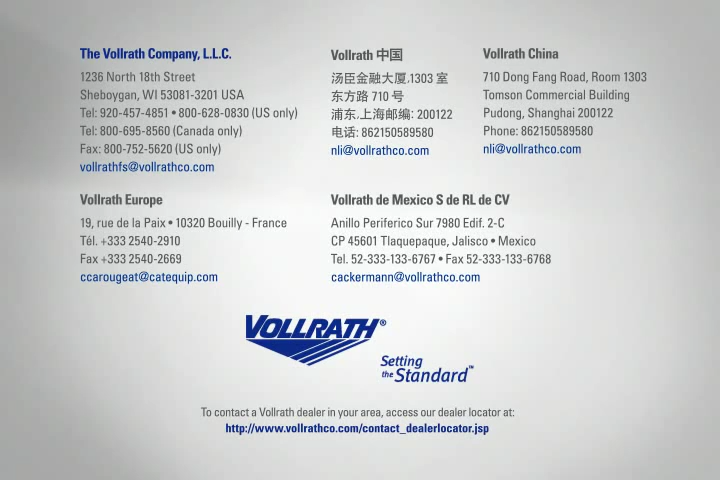 The Vollrath Company, L.L.C.
1236 North 18th Street
Sheboygan, WI 53081-3201 USA
Tel: 920-457-4851 • 800-628-0830 (US only)
Tel: 800-695-8560 (Canada only)
Fax: 800-752-5620 (US only)
vollrathfs@vollrathco.com
Vollrath 中国
汤臣金融大厦.1303 室
东方路 710 号
浦东.上海邮编: 200122
电话: 862150589580
nli@vollrathco.com
Vollrath China
710 Dong Fang Road, Room 1303
Tomson Commercial Building
Pudong, Shanghai 200122
Phone: 862150589580
nli@vollrathco.com
Vollrath Europe
19, rue de la Paix • 10320 Bouilly - France
Tél. +333 2540-2910
Fax +333 2540-2669
ccarougeat@catequip.com
Vollrath de Mexico S de RL de CV
Anillo Periferico Sur 7980 Edif. 2-C
CP 45601 Tlaquepaque, Jalisco • Mexico
Tel. 52-333-133-6767 • Fax 52-333-133-6768
cackermann@vollrathco.com
VOLLRATH®
Setting
the Standard™
To contact a Vollrath dealer in your area, access our dealer locator at:
http://www.vollrathco.com/contact_dealerlocator.jsp